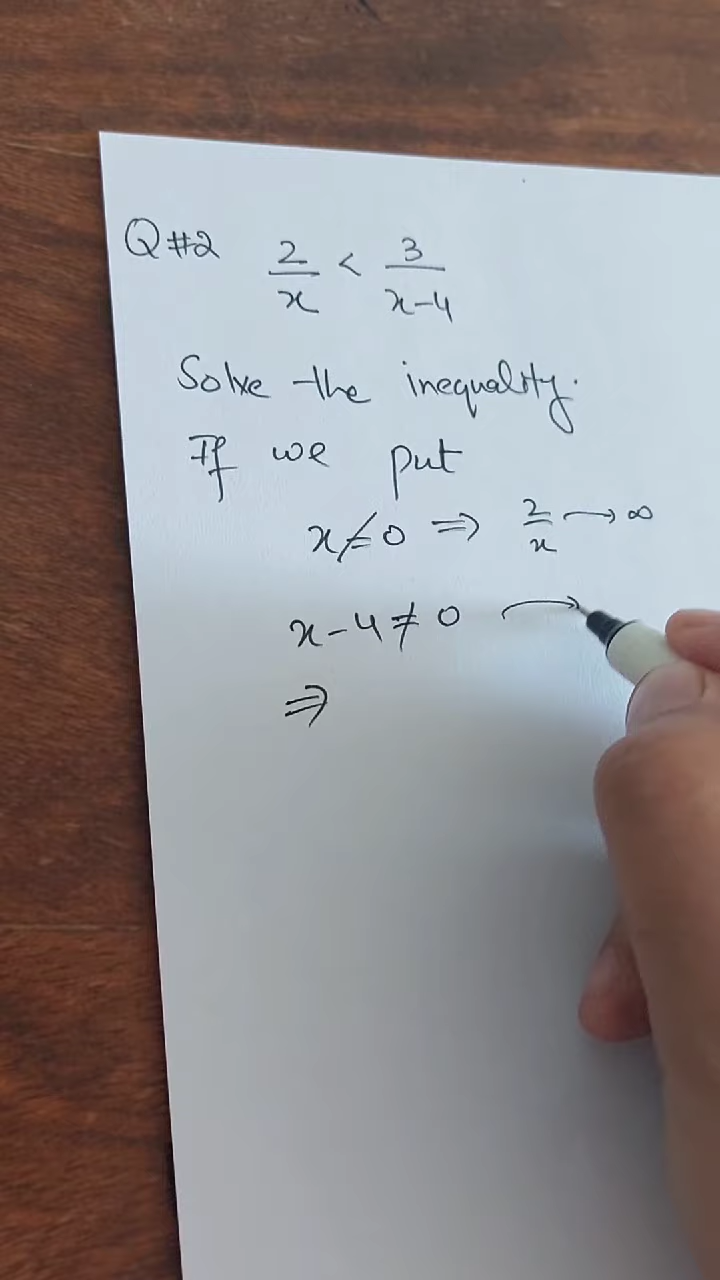 Q#2 2/x < 3/x-4
Solve the inequality.
If we put
x≠0 ⇒ 2/x → ∞
x-4≠0 →
⇒